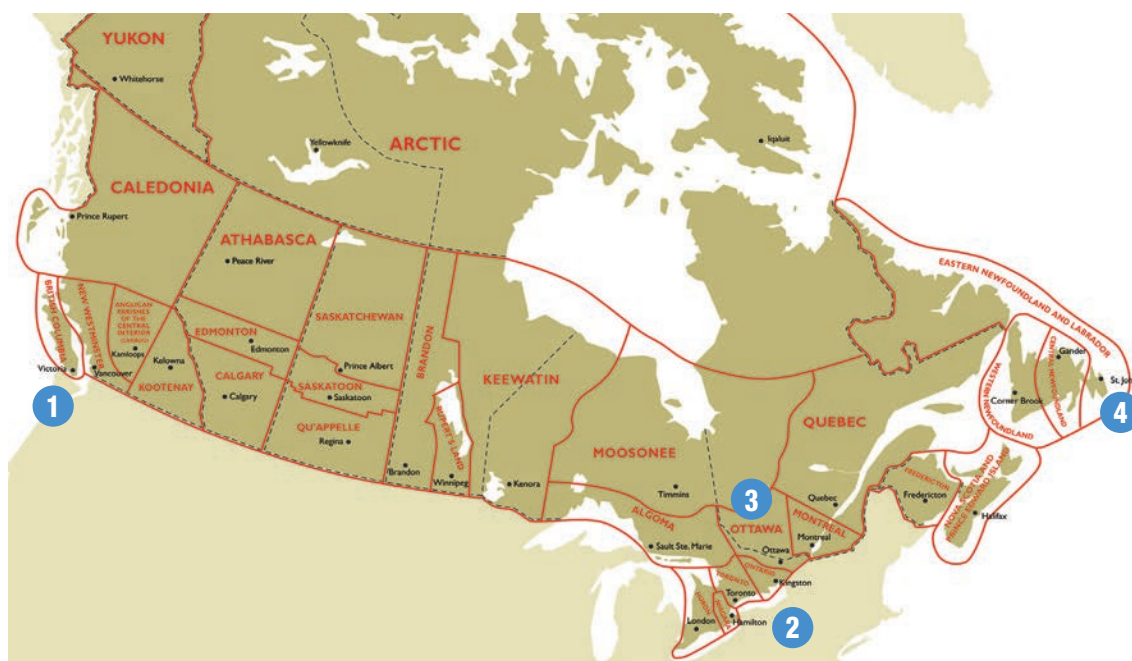 YUKON
Whitehorse
ARCTIC
Yellowknife
Iqaluit
CALEDONIA
Prince Rupert
ATHABASCA
Peace River
EASTERN NEWFOUNDLAND AND LABRADOR
BRITISH COLUMBIA
NEW WESTMINSTER
ANGLICAN
PARISHES
OF THE
CENTRAL
INTERIOR
Kamloops
Kelowna
Victoria
Vancouver
KOOTENAY
EDMONTON
Edmonton
CALGARY
Calgary
SASKATCHEWAN
Prince Albert
SASKATOON
Saskatoon
QU'APPELLE
Regina
BRANDON
Brandon
RUPERT'S LAND
Winnipeg
KEEWATIN
Kenora
MOOSONEE
Timmins
QUEBEC
Quebec
WESTERN NEWFOUNDLAND
Corner Brook
CENTRAL NEWFOUNDLAND
Gander
St. Jo
FREDERICTON
Fredericton
NOVA SCOTIA AND
PRINCE EDWARD ISLAND
Halifax
ALGOMA
Sault Ste. Marie
OTTAWA
Ottawa
MONTREAL
Montreal
ONTARIO
Kingston
TORONTO
Toronto
HURON
London
NIAGARA
Hamilton
1
2
3
4